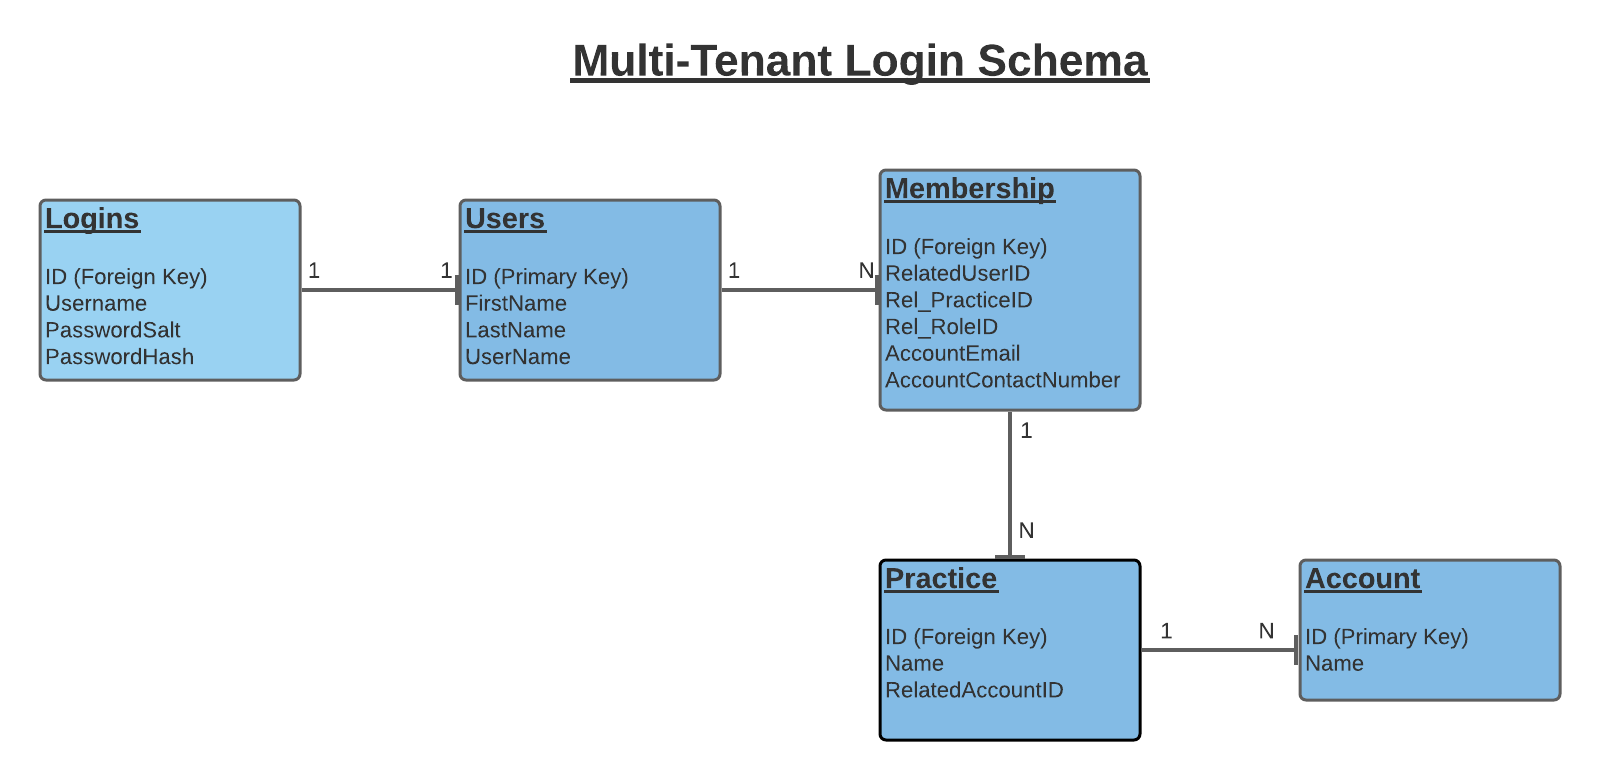 Multi-Tenant Login Schema
Logins
ID (Foreign Key)
Username
PasswordSalt
PasswordHash
1
1
Users
ID (Primary Key)
FirstName
LastName
UserName
1
N
Membership
ID (Foreign Key)
RelatedUserID
Rel_PracticeID
Rel_RoleID
AccountEmail
AccountContactNumber
1
N
Practice
ID (Foreign Key)
Name
RelatedAccountID
1
N
Account
ID (Primary Key)
Name